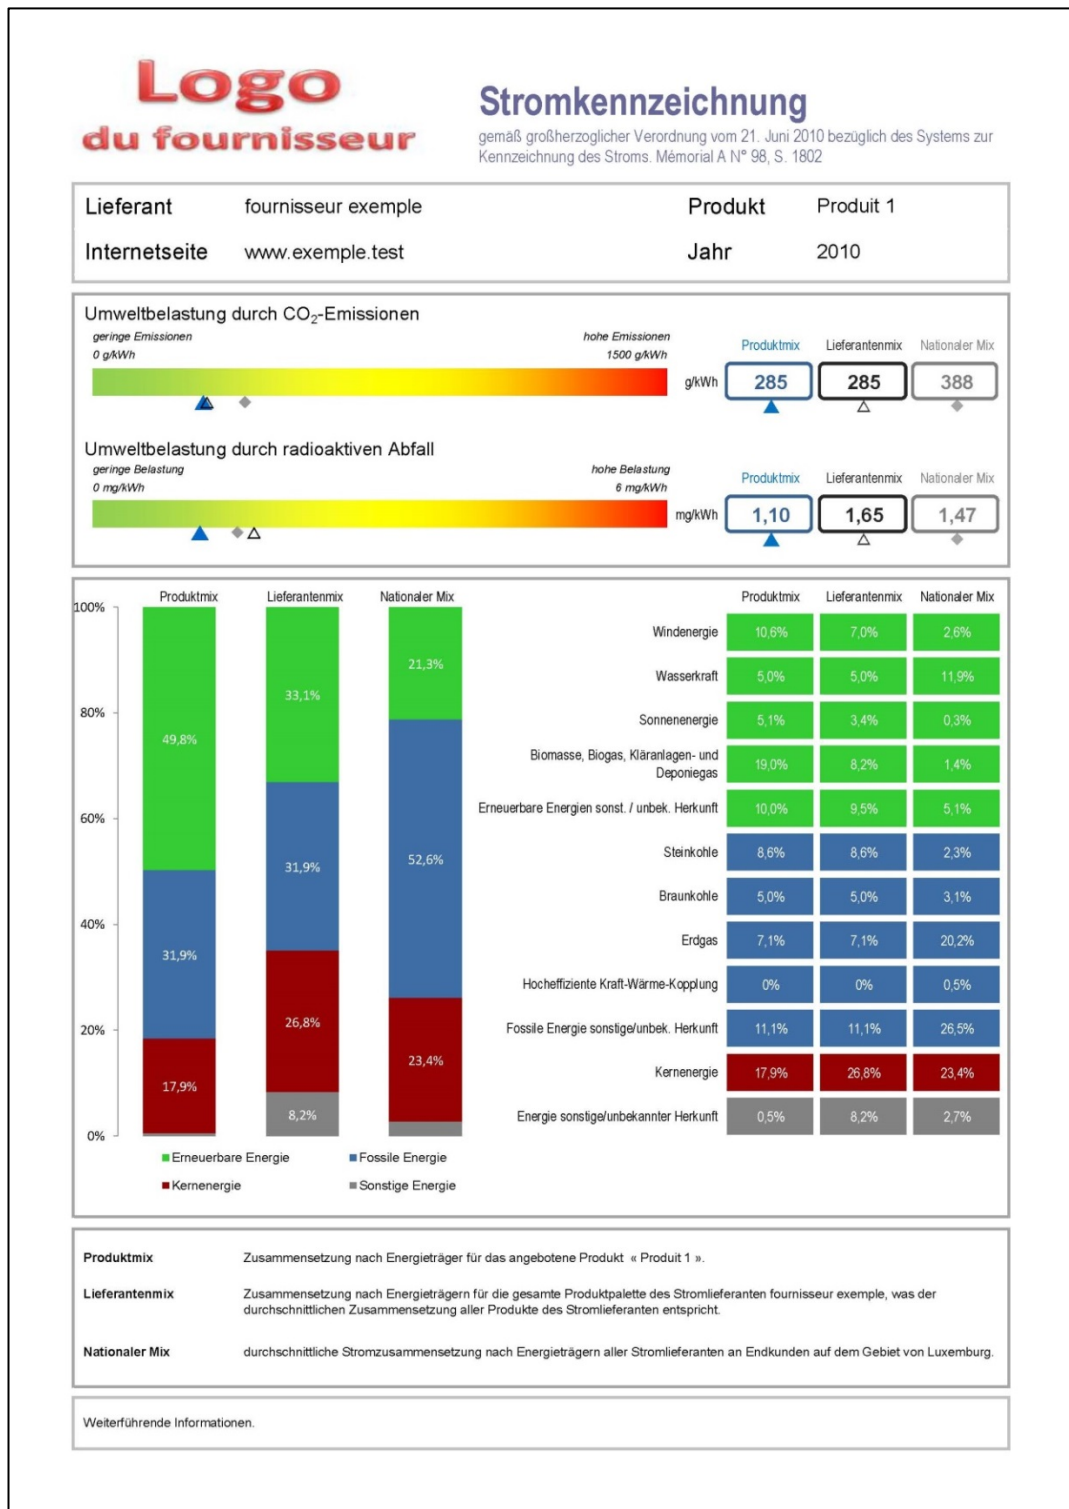 Logo
du fournisseur
Stromkennzeichnung
gemäß großherzoglicher Verordnung vom 21. Juni 2010 bezüglich des Systems zur
Kennzeichnung des Stroms. Mémorial A N° 98, S. 1802
Lieferant fournisseur exemple Produkt Produit 1
Internetseite www.exemple.test Jahr 2010
Umweltbelastung durch CO₂-Emissionen
geringe Emissionen hohe Emissionen
0 g/kWh 1500 g/kWh
Produktmix Lieferantenmix Nationaler Mix
g/kWh 285 285 388
Umweltbelastung durch radioaktiven Abfall
geringe Belastung hohe Belastung
0 mg/kWh 6 mg/kWh
Produktmix Lieferantenmix Nationaler Mix
mg/kWh 1,10 1,65 1,47
Produktmix Lieferantenmix Nationaler Mix
100%
80%
60%
40%
20%
0%
49,8%
31,9%
17,9%
33,1%
31,9%
26,8%
8,2%
21,3%
52,6%
23,4%
Erneuerbare Energie Fossile Energie
Kernenergie Sonstige Energie
Produktmix Lieferantenmix Nationaler Mix
Windenergie 10,6% 7,0% 2,6%
Wasserkraft 5,0% 5,0% 11,9%
Sonnenenergie 5,1% 3,4% 0,3%
Biomasse, Biogas, Kläranlagen- und
Deponiegas 19,0% 8,2% 1,4%
Erneuerbare Energien sonst. / unbek. Herkunft 10,0% 9,5% 5,1%
Steinkohle 8,6% 8,6% 2,3%
Braunkohle 5,0% 5,0% 3,1%
Erdgas 7,1% 7,1% 20,2%
Hocheffiziente Kraft-Wärme-Kopplung 0% 0% 0,5%
Fossile Energie sonstige/unbek. Herkunft 11,1% 11,1% 26,5%
Kernenergie 17,9% 26,8% 23,4%
Energie sonstige/unbekannter Herkunft 0,5% 8,2% 2,7%
Produktmix Zusammensetzung nach Energieträger für das angebotene Produkt « Produit 1 ».
Lieferantenmix Zusammensetzung nach Energieträgern für die gesamte Produktpalette des Stromlieferanten fournisseur exemple, was der
durchschnittlichen Zusammensetzung aller Produkte des Stromlieferanten entspricht.
Nationaler Mix durchschnittliche Stromzusammensetzung nach Energieträgern aller Stromlieferanten an Endkunden auf dem Gebiet von Luxemburg.
Weiterführende Informationen.